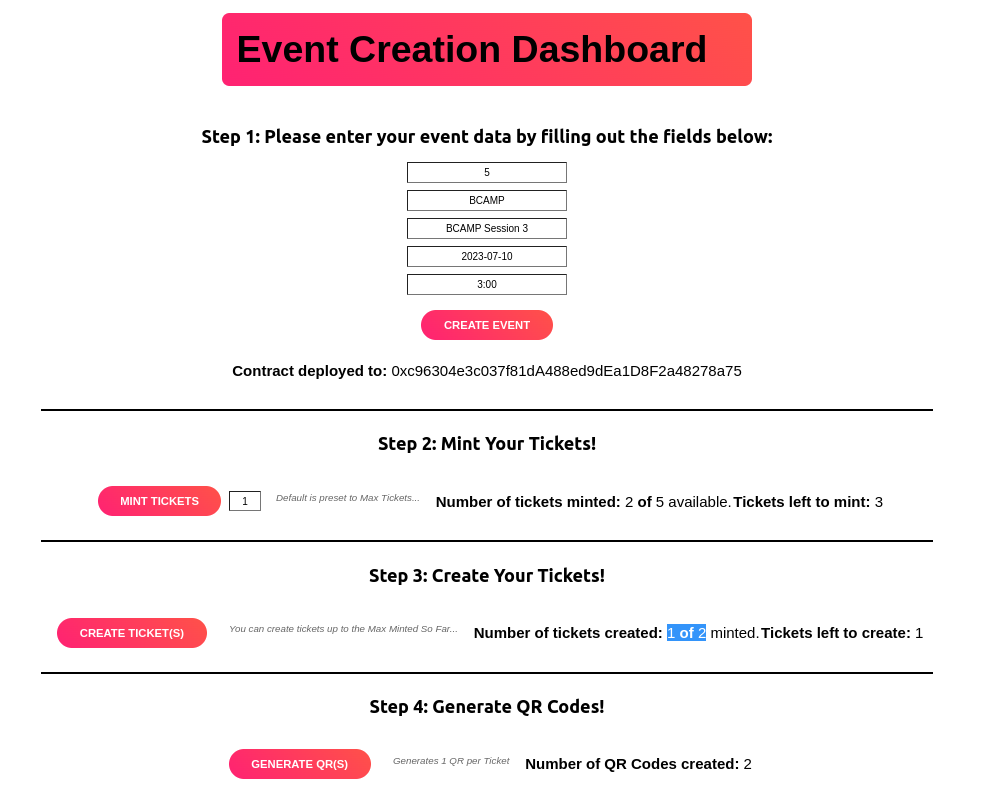 Event Creation Dashboard
Step 1: Please enter your event data by filling out the fields below:
5
BCAMP
BCAMP Session 3
2023-07-10
3:00
CREATE EVENT
Contract deployed to: 0xc96304e3c037f81dA488ed9dEa1D8F2a48278a75
Step 2: Mint Your Tickets!
MINT TICKETS 1 Default is preset to Max Tickets... Number of tickets minted: 2 of 5 available. Tickets left to mint: 3
Step 3: Create Your Tickets!
CREATE TICKET(S) You can create tickets up to the Max Minted So Far... Number of tickets created: 1 of 2 minted. Tickets left to create: 1
Step 4: Generate QR Codes!
GENERATE QR(S) Generates 1 QR per Ticket Number of QR Codes created: 2